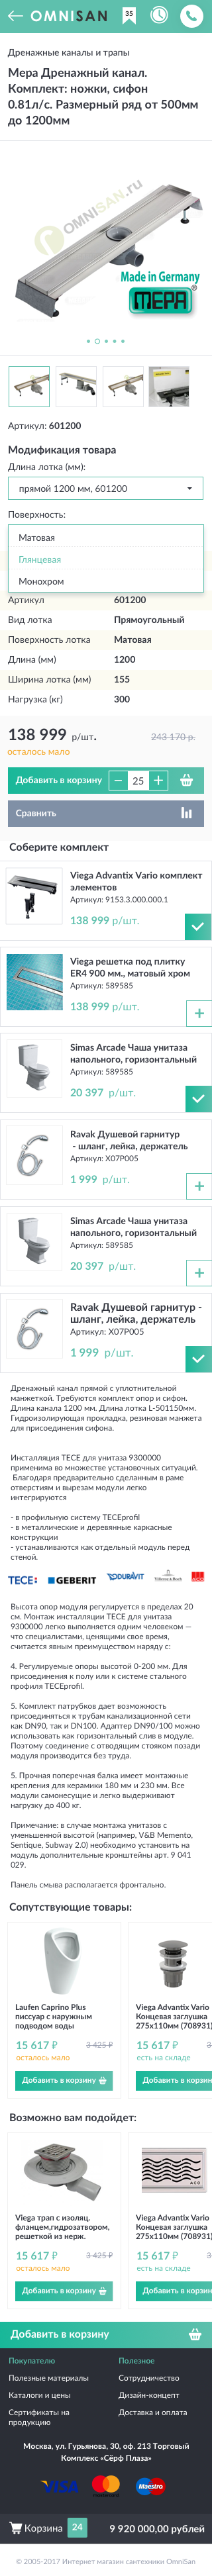 OMNISAN
35
Дренажные каналы и трапы
Мера Дренажный канал.
Комплект: ножки, сифон
0.81л/с. Размерный ряд от 500мм
до 1200мм
OMNISAN.ru
Made in Germany
MEPA®
Артикул: 601200
Модификация товара
Длина лотка (мм):
прямой 1200 мм, 601200
Поверхность:
Матовая
Глянцевая
Монохром
Артикул 601200
Вид лотка Прямоугольный
Поверхность лотка Матовая
Длина (мм) 1200
Ширина лотка (мм) 155
Нагрузка (кг) 300
138 999 р/шт. 243 170 р.
осталось мало
Добавить в корзину − 25 +
Сравнить
Соберите комплект
Viega Advantix Vario комплект
элементов
Артикул: 9153.3.000.000.1
138 999 р/шт.
Viega решетка под плитку
ER4 900 мм., матовый хром
Артикул: 589585
138 999 р/шт.
+
Simas Arcade Чаша унитаза
напольного, горизонтальный
Артикул: 589585
20 397 р/шт.
Ravak Душевой гарнитур
- шланг, лейка, держатель
Артикул: X07P005
1 999 р/шт.
+
Simas Arcade Чаша унитаза
напольного, горизонтальный
Артикул: 589585
20 397 р/шт.
+
Ravak Душевой гарнитур -
шланг, лейка, держатель
Артикул: X07P005
1 999 р/шт.
Дренажный канал прямой с уплотнительной
манжеткой. Требуются комплект опор и сифон.
Длина канала 1200 мм. Длина лотка L-501150мм.
Гидроизолирующая прокладка, резиновая манжета
для присоединения сифона.
Инсталляция TECE для унитаза 9300000
применима во множестве установочных ситуаций.
Благодаря предварительно сделанным в раме
отверстиям и вырезам модули легко
интегрируются
- в профильную систему TECEprofil
- в металлические и деревянные каркасные
конструкции
- устанавливаются как отдельный модуль перед
стеной.
TECE: GEBERIT DURAVIT Villeroy & Boch
Высота опор модуля регулируется в пределах 20
см. Монтаж инсталляции TECE для унитаза
9300000 легко выполняется одним человеком —
что специалистами, ценящими свое время,
считается явным преимуществом наряду с:
4. Регулируемые опоры высотой 0-200 мм. Для
присоединения к полу или к системе стального
профиля TECEprofil.
5. Комплект патрубков дает возможность
присоединиться к трубам канализационной сети
как DN90, так и DN100. Адаптер DN90/100 можно
использовать как горизонтальный слив в модуле.
Поэтому соединение с отводящим стояком позади
модуля производится без труда.
4. Прочная поперечная балка имеет монтажные
крепления для керамики 180 мм и 230 мм. Все
модули самонесущие и легко выдерживают
нагрузку до 400 кг.
Примечание: в случае монтажа унитазов с
уменьшенной высотой (например, V&B Memento,
Sentique, Subway 2.0) необходимо установить на
модуль дополнительные кронштейны арт. 9 041
029.
Панель смыва располагается фронтально.
Сопутствующие товары:
Laufen Caprino Plus
писсуар с наружным
подводом воды
15 617 ₽ 3 425 ₽
осталось мало
Добавить в корзину
Viega Advantix Vario
Концевая заглушка
275x110мм (708931)
15 617 ₽
есть на складе
Добавить в корзину
Возможно вам подойдет:
Viega трап с изоляц.
фланцем,гидрозатвором,
решеткой из нерж.
15 617 ₽ 3 425 ₽
осталось мало
Добавить в корзину
ACO
Viega Advantix Vario
Концевая заглушка
275x110мм (708931)
15 617 ₽
есть на складе
Добавить в корзину
Добавить в корзину
Покупателю
Полезные материалы
Каталоги и цены
Сертификаты на
продукцию
Полезное
Сотрудничество
Дизайн-концепт
Доставка и оплата
Москва, ул. Гурьянова, 30, оф. 213 Торговый
Комплекс «Сёрф Плаза»
VISA MasterCard Maestro
Корзина 24 9 920 000,00 рублей
© 2005-2017 Интернет магазин сантехники OmniSan